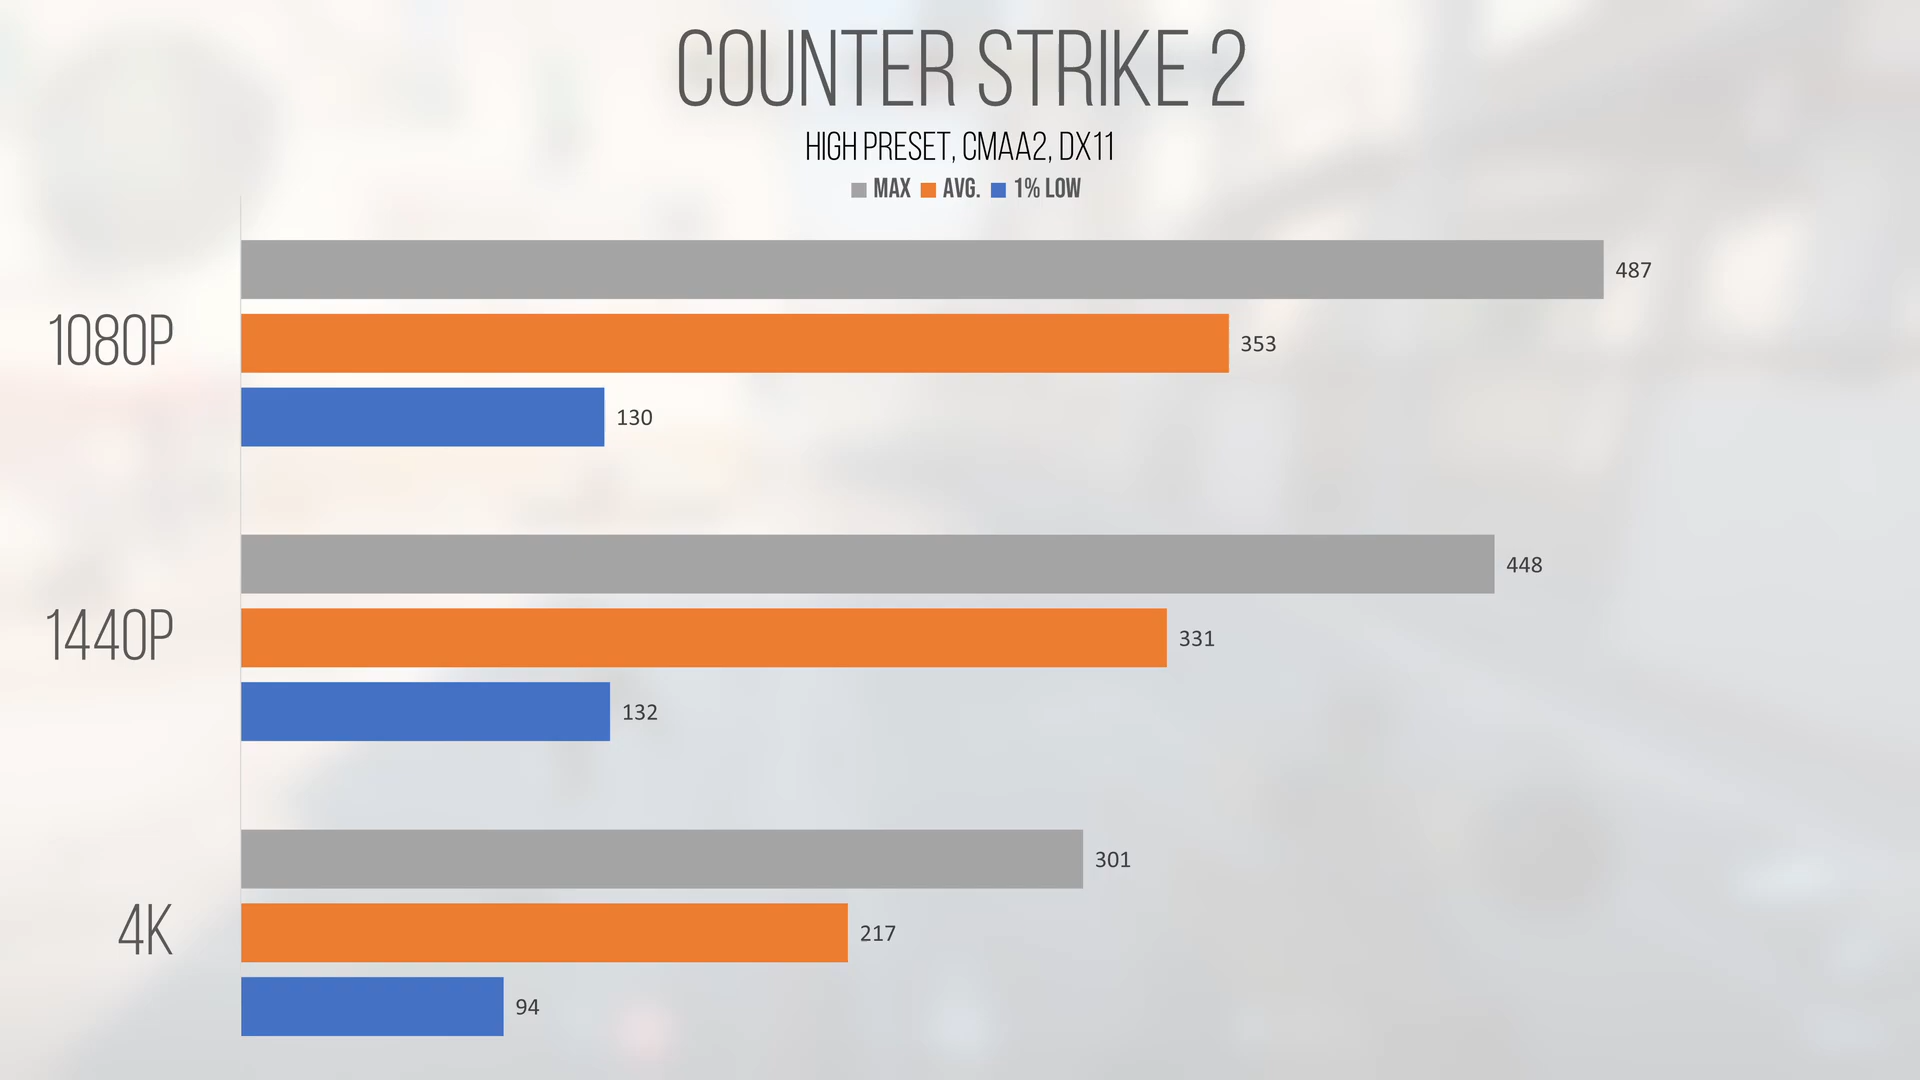 COUNTER STRIKE 2
HIGH PRESET, CMAA2, DX11
MAX AVG. 1% LOW
487
1080P
353
130
448
1440P
331
132
301
4K
217
94